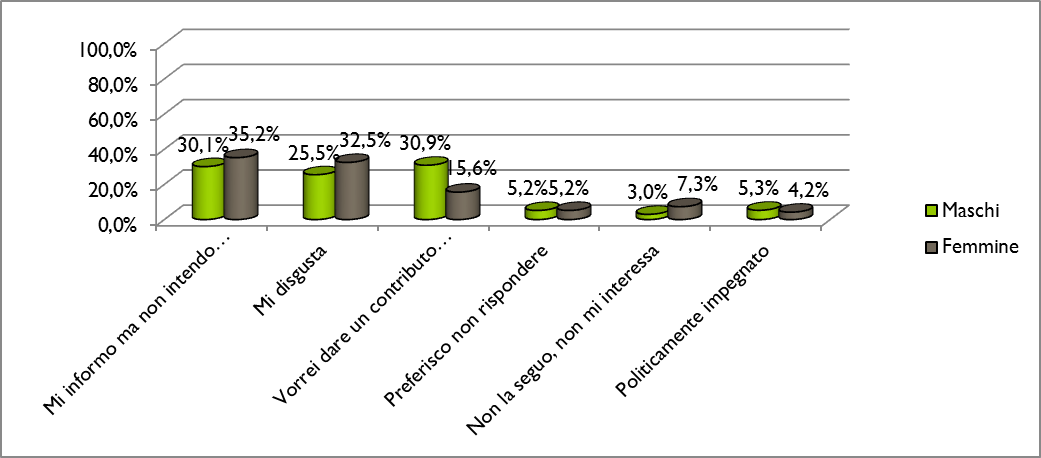 100,0%
80,0%
60,0%
40,0%
20,0%
0,0%
30,1%
35,2%
25,5%
32,5%
30,9%
15,6%
5,2%
5,2%
3,0%
7,3%
5,3%
4,2%
Mi informo ma non intendo…
Mi disgusta
Vorrei dare un contributo…
Preferisco non rispondere
Non la seguo, non mi interessa
Politicamente impegnato
Maschi
Femmine